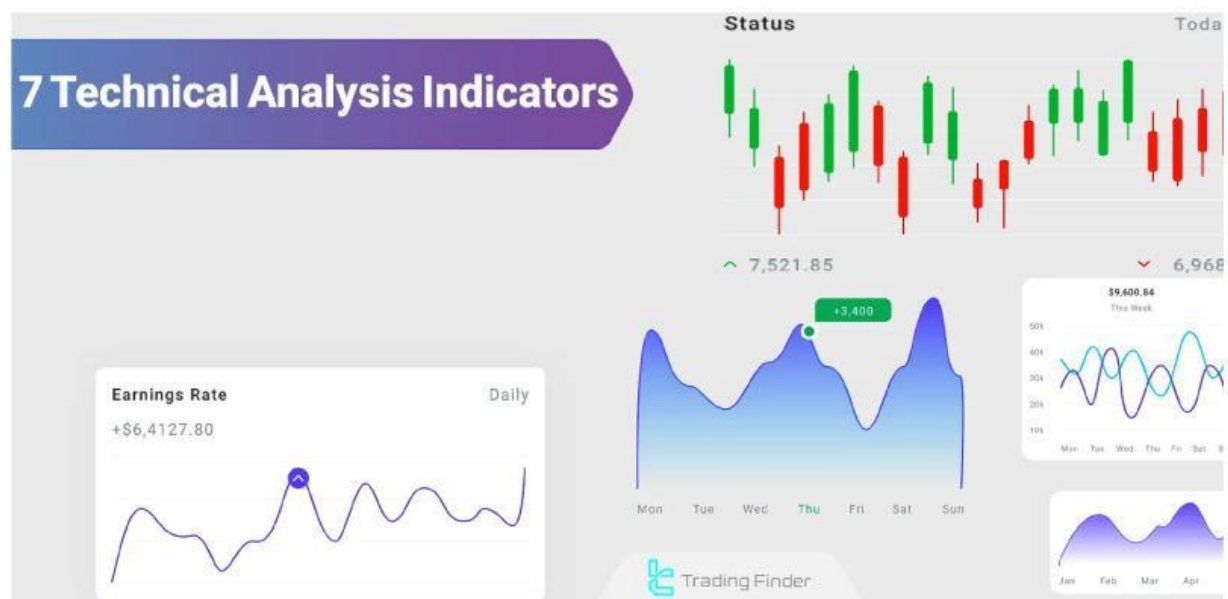 7 Technical Analysis Indicators
Status
Toda
7,521.85
6,968
+3,400
Mon Tue Wed Thu Fri Sat Sun
$9,600.84
This Week
50k
40k
30k
20k
10k
Mon Tue Wed Thu Fri Sat S
Earnings Rate
Daily
+$6,4127.80
Jan Feb Mar Apr
Trading Finder